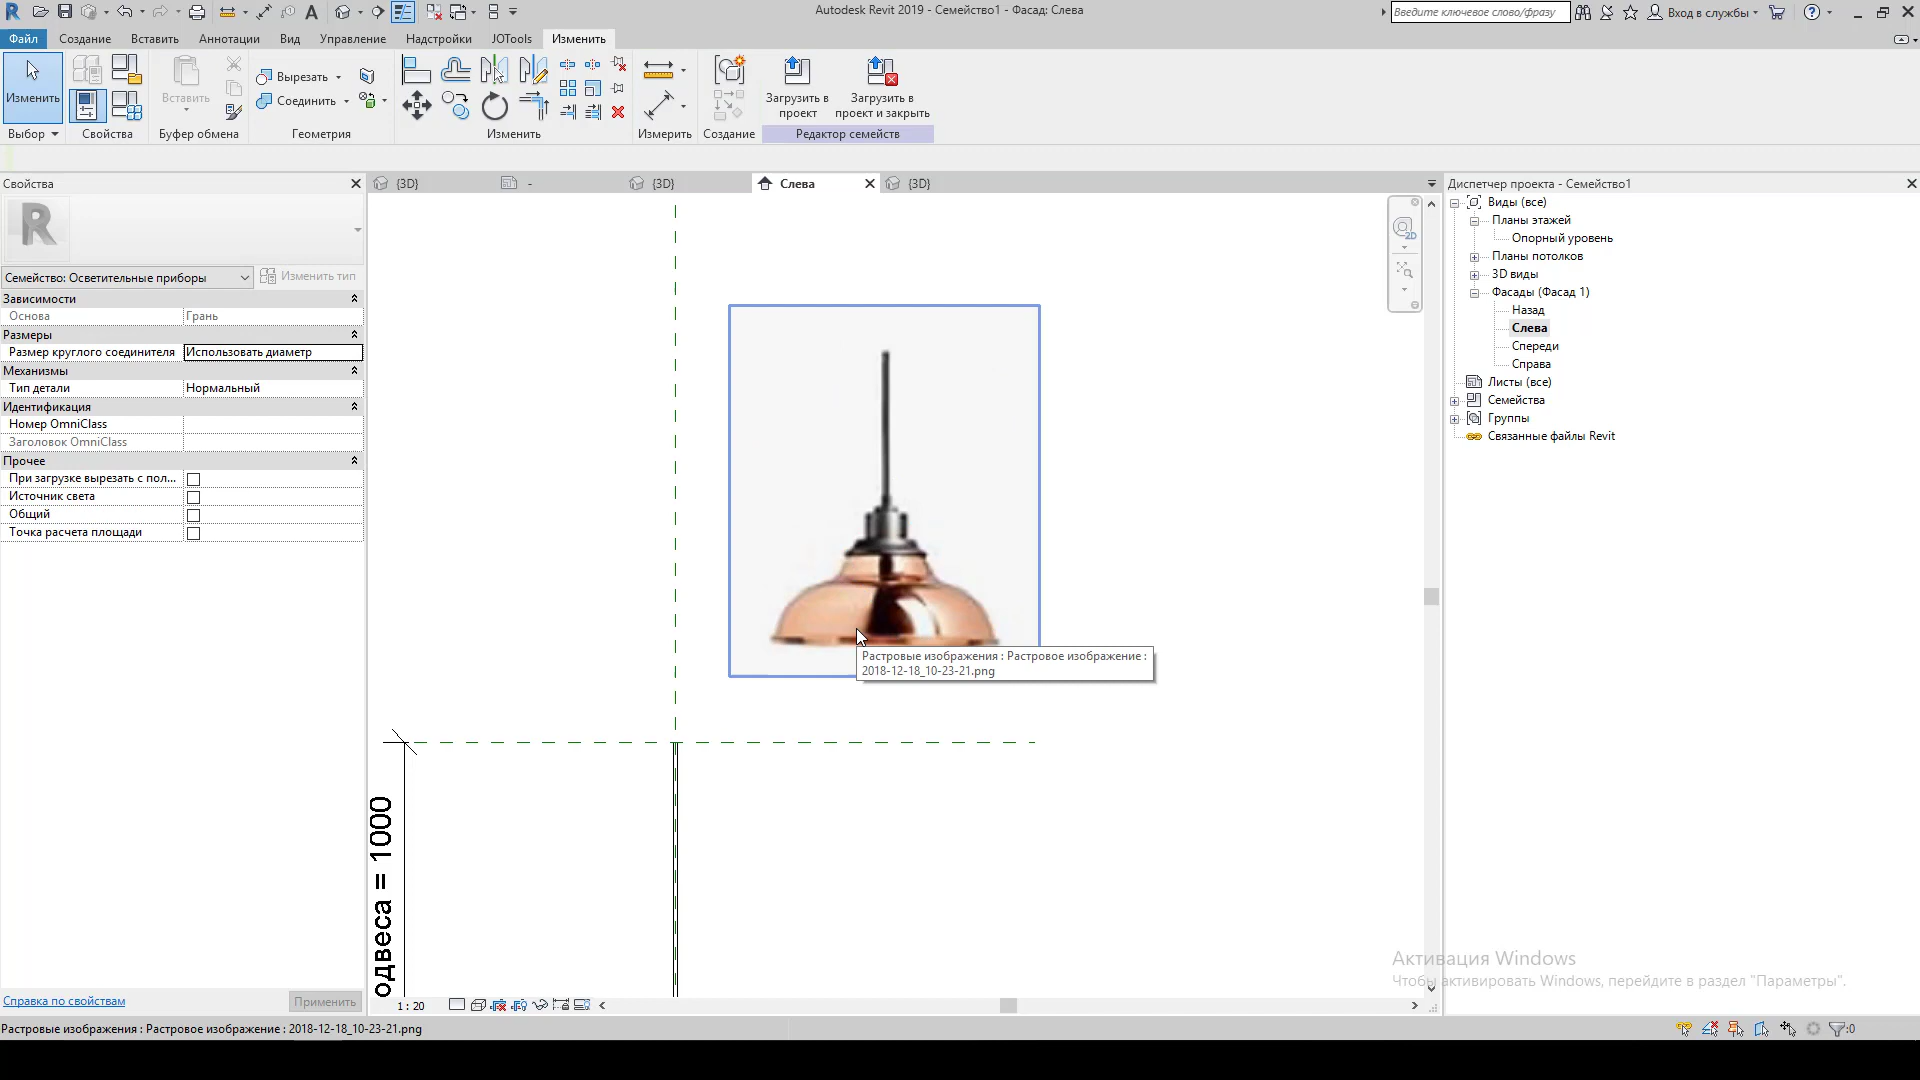 Autodesk Revit 2019 - Семейство1 - Фасад: Слева
Введите ключевое слово/фразу
Вход в службы
Файл
Создание
Вставить
Аннотации
Вид
Управление
Надстройки
JOTools
Изменить
Изменить
Вставить
Вырезать
Соединить
Загрузить в проект
Загрузить в проект и закрыть
Выбор
Свойства
Буфер обмена
Геометрия
Изменить
Измерить
Создание
Редактор семейств
Свойства
{3D}
-
{3D}
Слева
{3D}
Диспетчер проекта - Семейство1
Семейство: Осветительные приборы
Изменить тип
Зависимости
Основа
Грань
Размеры
Размер круглого соединителя
Использовать диаметр
Механизмы
Тип детали
Нормальный
Идентификация
Номер OmniClass
Заголовок OmniClass
Прочее
При загрузке вырезать с пол...
Источник света
Общий
Точка расчета площади
Справка по свойствам
Применить
2D
Растровые изображения : Растровое изображение :
2018-12-18_10-23-21.png
одвеса = 1000
Виды (все)
Планы этажей
Опорный уровень
Планы потолков
3D виды
Фасады (Фасад 1)
Назад
Слева
Спереди
Справа
Листы (все)
Семейства
Группы
Связанные файлы Revit
Активация Windows
Чтобы активировать Windows, перейдите в раздел "Параметры".
1 : 20
Растровые изображения : Растровое изображение : 2018-12-18_10-23-21.png
:0